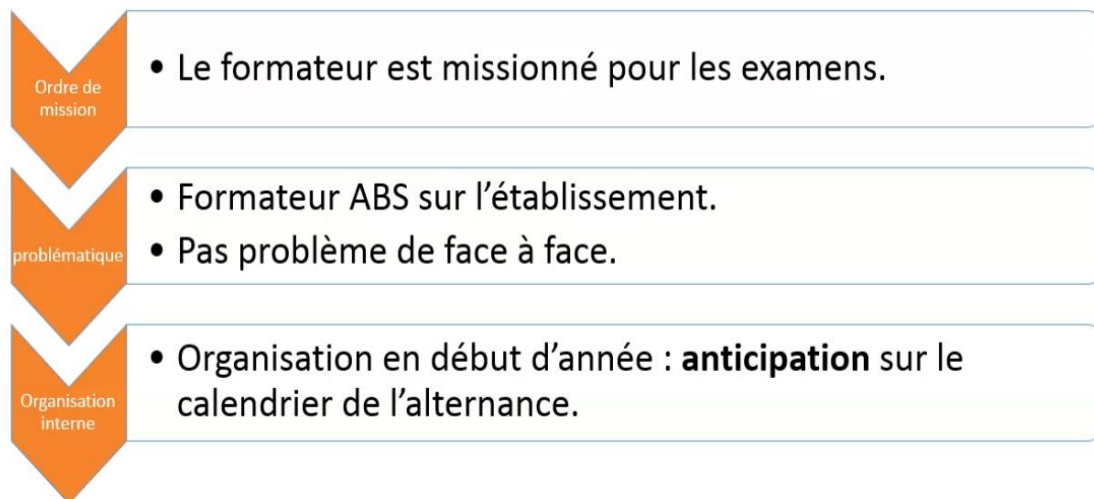 Ordre de
mission
• Le formateur est missionné pour les examens.
problématique
• Formateur ABS sur l’établissement.
• Pas problème de face à face.
Organisation
interne
• Organisation en début d’année : anticipation sur le
calendrier de l’alternance.